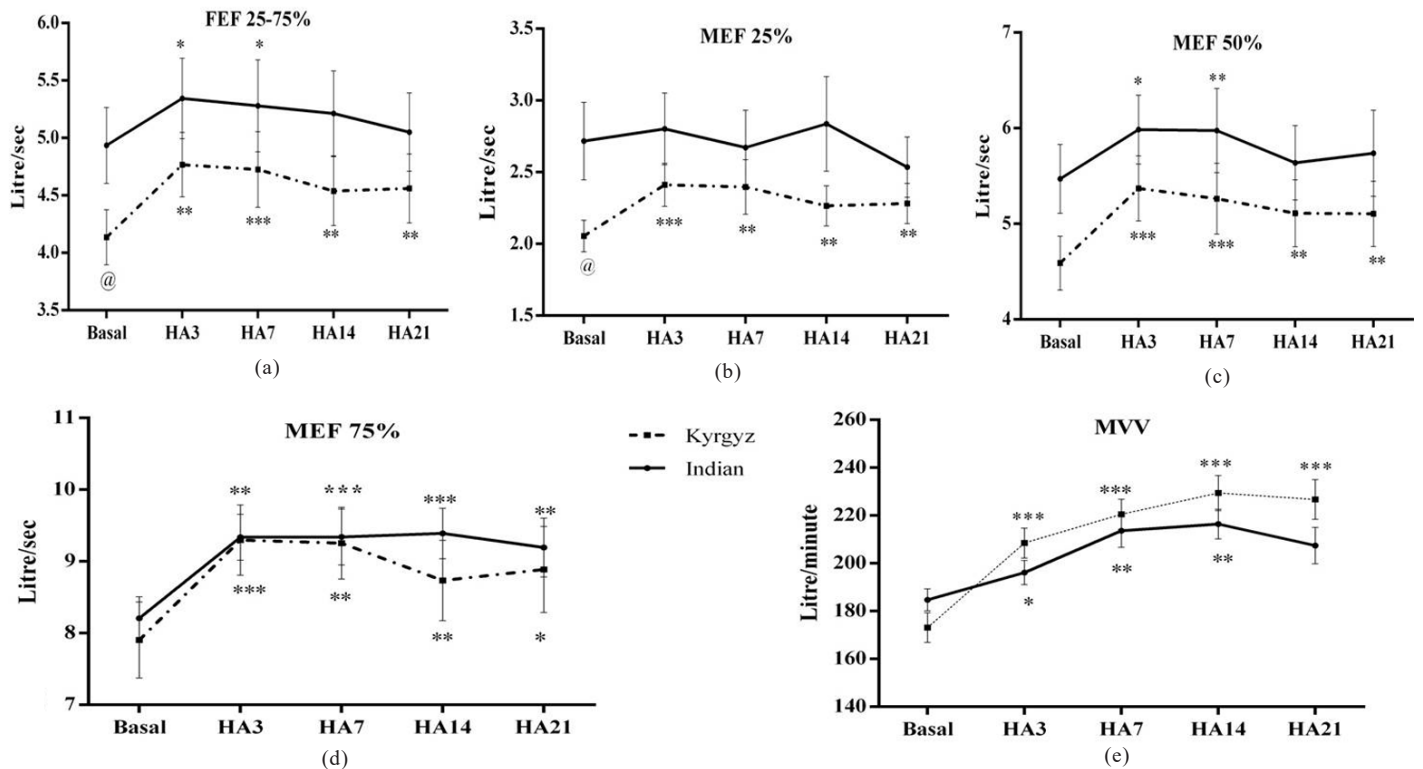 FEF 25-75%
Litre/sec
6.0
5.5
5.0
4.5
4.0
3.5
* *
** *** ** **
@
Basal HA3 HA7 HA14 HA21
(a)
MEF 25%
Litre/sec
3.5
3.0
2.5
2.0
1.5
*** ** ** **
@
Basal HA3 HA7 HA14 HA21
(b)
MEF 50%
Litre/sec
7
6
5
4
* **
*** *** ** **
Basal HA3 HA7 HA14 HA21
(c)
MEF 75%
Litre/sec
11
10
9
8
7
** *** *** **
*** ** ** *
Basal HA3 HA7 HA14 HA21
(d)
Kyrgyz
Indian
MVV
Litre/minute
260
240
220
200
180
160
140
*** *** *** ***
* ** **
Basal HA3 HA7 HA14 HA21
(e)